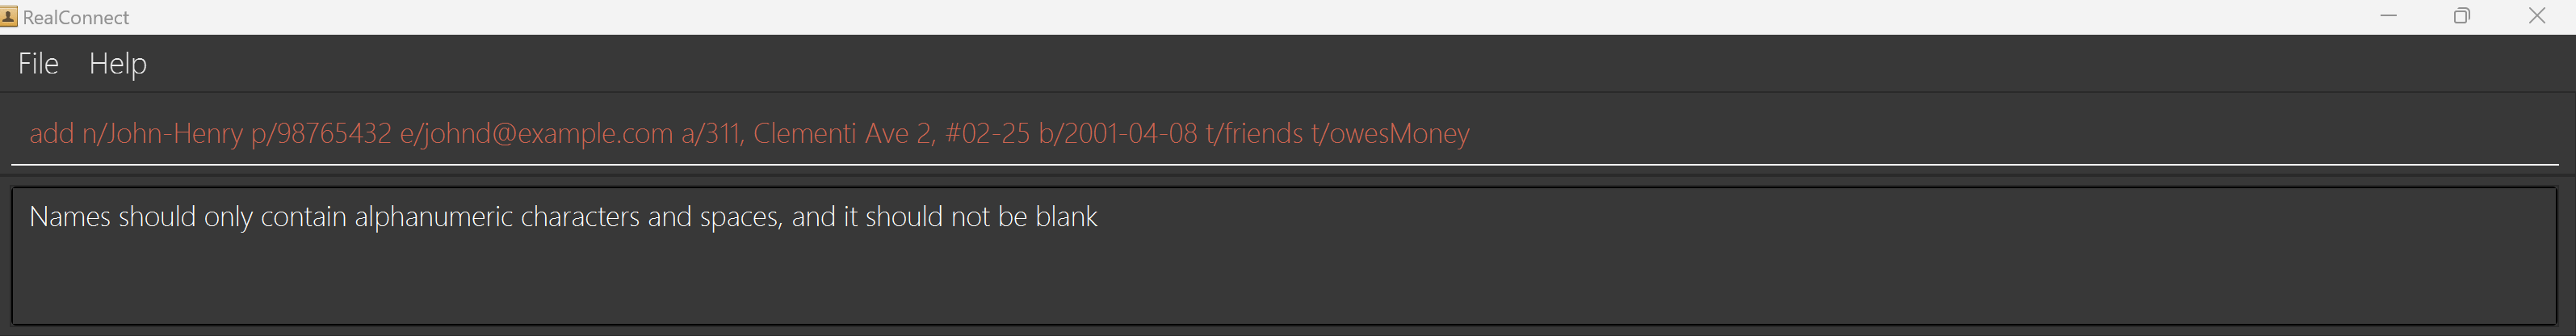 RealConnect
File Help
add n/John-Henry p/98765432 e/johnd@example.com a/311, Clementi Ave 2, #02-25 b/2001-04-08 t/friends t/owesMoney
Names should only contain alphanumeric characters and spaces, and it should not be blank